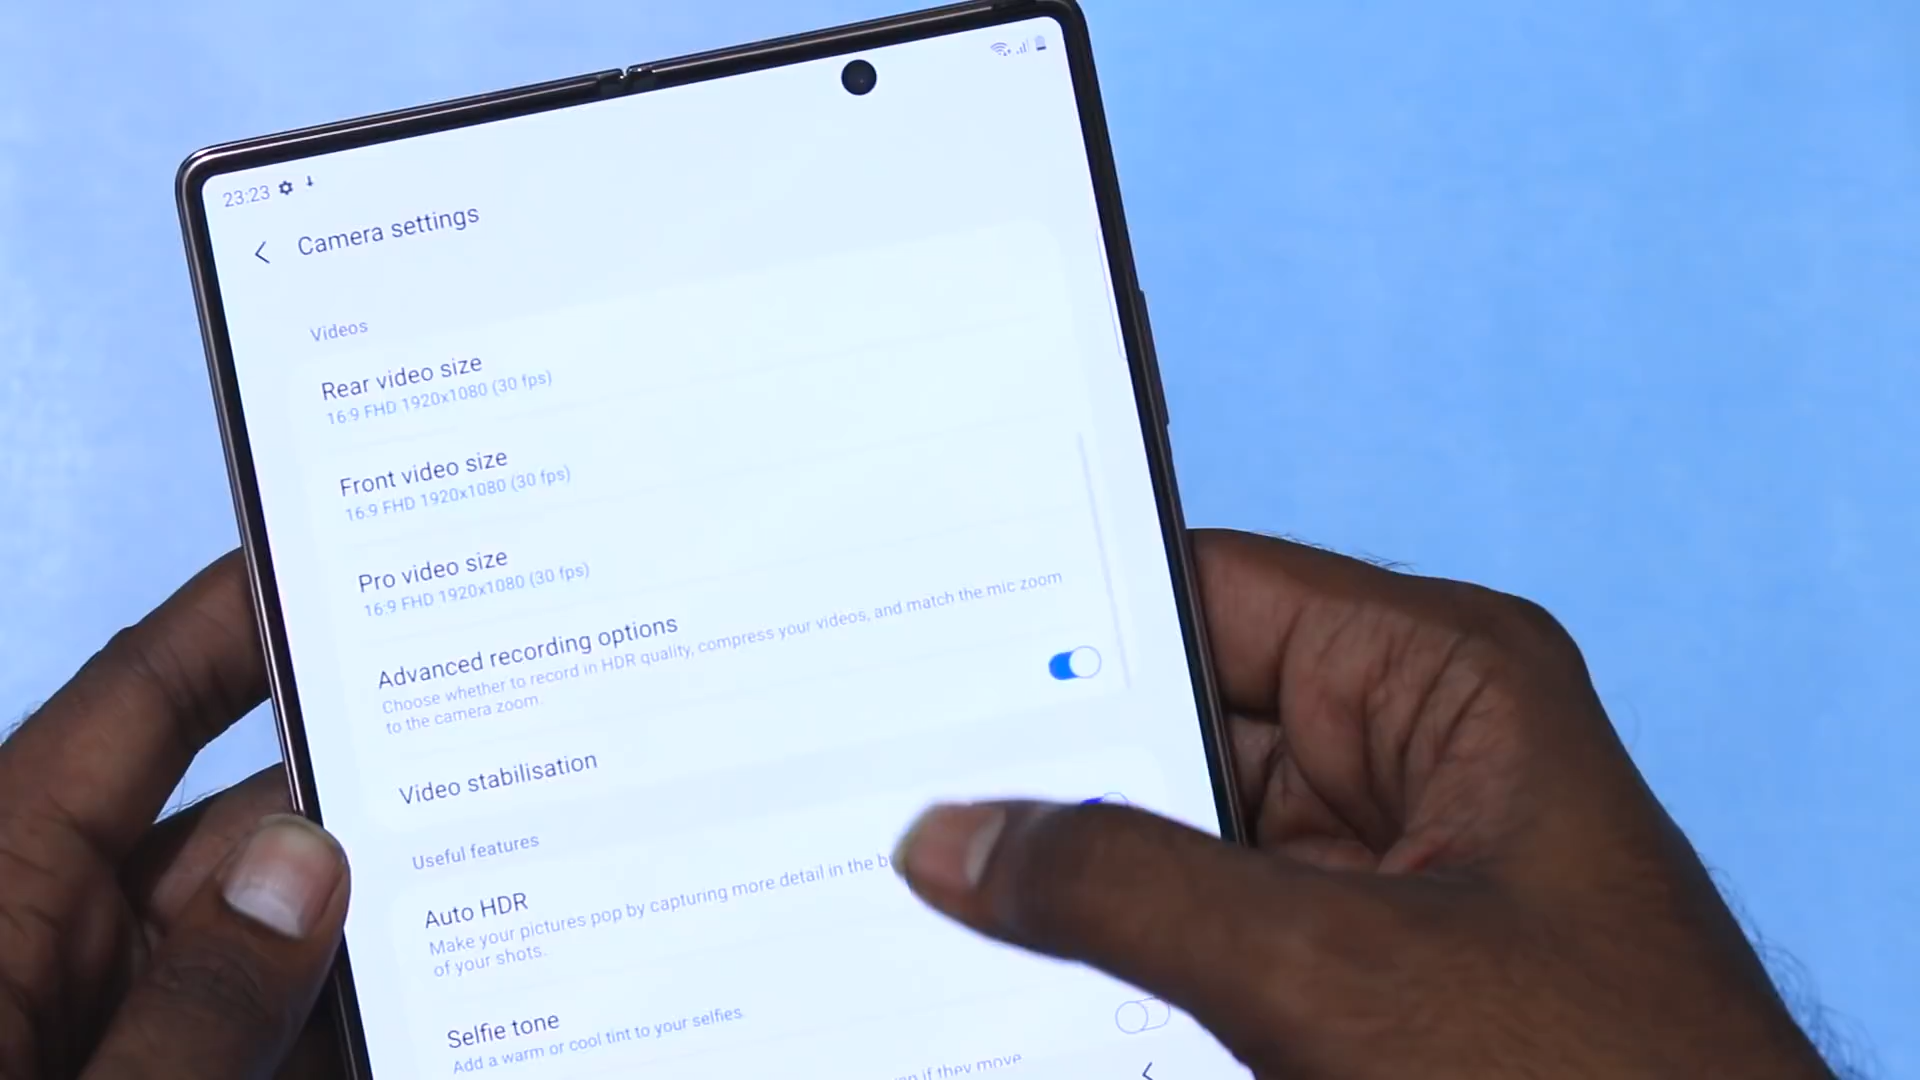 23:23
Camera settings
Videos
Rear video size
16:9 FHD 1920x1080 (30 fps)
Front video size
16:9 FHD 1920x1080 (30 fps)
Pro video size
16:9 FHD 1920x1080 (30 fps)
Advanced recording options
Choose whether to record in HDR quality, compress your videos, and match the mic zoom
to the camera zoom.
Video stabilisation
Useful features
Auto HDR
Make your pictures pop by capturing more detail in the
of your shots.
Selfie tone
Add a warm or cool tint to your selfies.
if they move